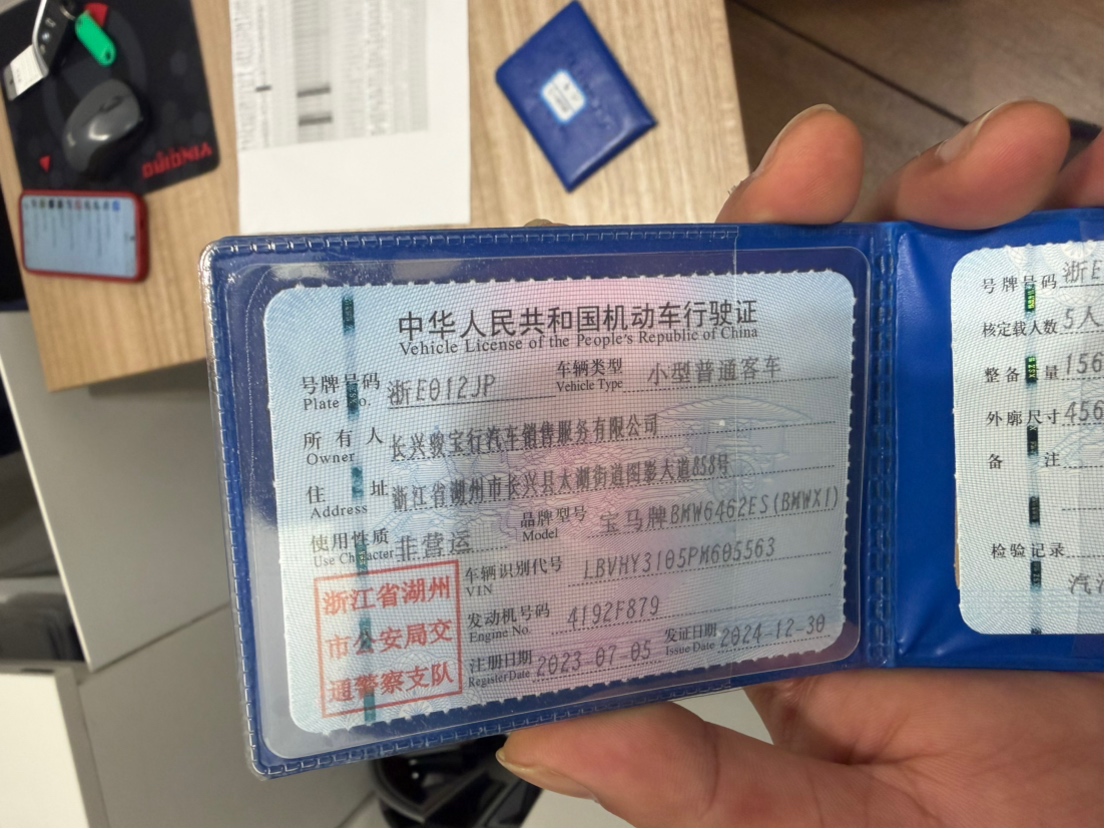 中华人民共和国机动车行驶证
Vehicle License of the People's Republic of China
号牌号码 浙E012JP 车辆类型 小型普通客车
Plate No. Vehicle Type
所有人 长兴骏宝行汽车销售服务有限公司
Owner
住址 浙江省湖州市长兴县太湖街道图影大道858号
Address
使用性质 非营运 品牌型号 宝马牌BMW6462ES(BMWX1)
Use Character Model
车辆识别代号 LBVHY3105PM605563
VIN
发动机号码 4192F879
Engine No.
注册日期 2023-07-05 发证日期 2024-12-30
Register Date Issue Date
浙江省湖州
市公安局交
通警察支队
号牌号码 浙E
核定载人数 5人
整备质量 156
外廓尺寸 456
备注
检验记录
YINGING